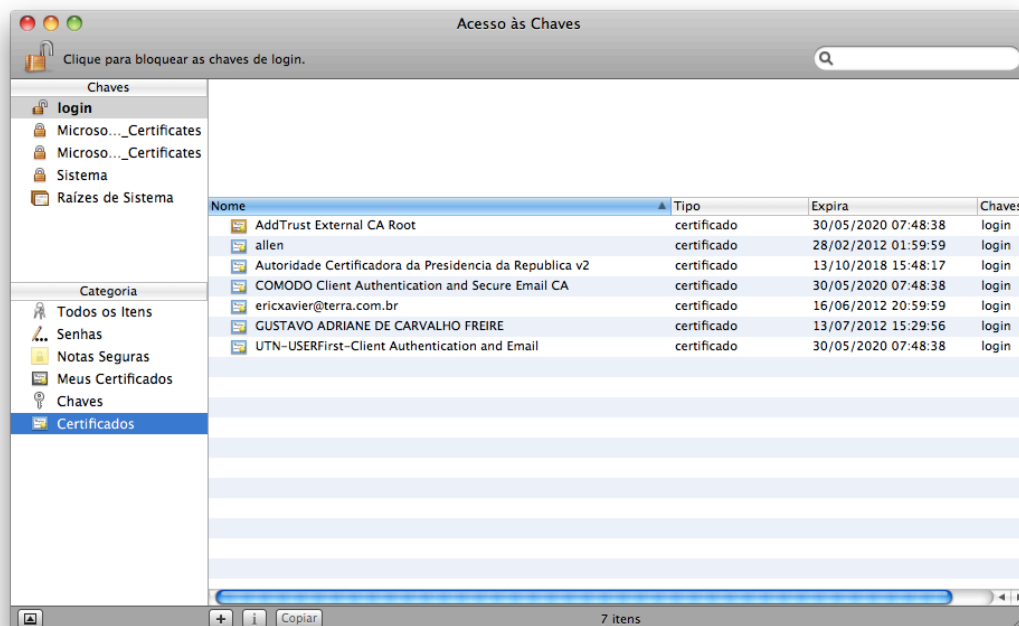 Acesso às Chaves
Clique para bloquear as chaves de login.
Chaves
login
Microso..._Certificates
Microso..._Certificates
Sistema
Raízes de Sistema
Categoria
Todos os Itens
Senhas
Notas Seguras
Meus Certificados
Chaves
Certificados
Nome Tipo Expira Chaves
AddTrust External CA Root certificado 30/05/2020 07:48:38 login
allen certificado 28/02/2012 01:59:59 login
Autoridade Certificadora da Presidencia da Republica v2 certificado 13/10/2018 15:48:17 login
COMODO Client Authentication and Secure Email CA certificado 30/05/2020 07:48:38 login
ericxavier@terra.com.br certificado 16/06/2012 20:59:59 login
GUSTAVO ADRIANE DE CARVALHO FREIRE certificado 13/07/2012 15:29:56 login
UTN-USERFirst-Client Authentication and Email certificado 30/05/2020 07:48:38 login
Copiar 7 itens